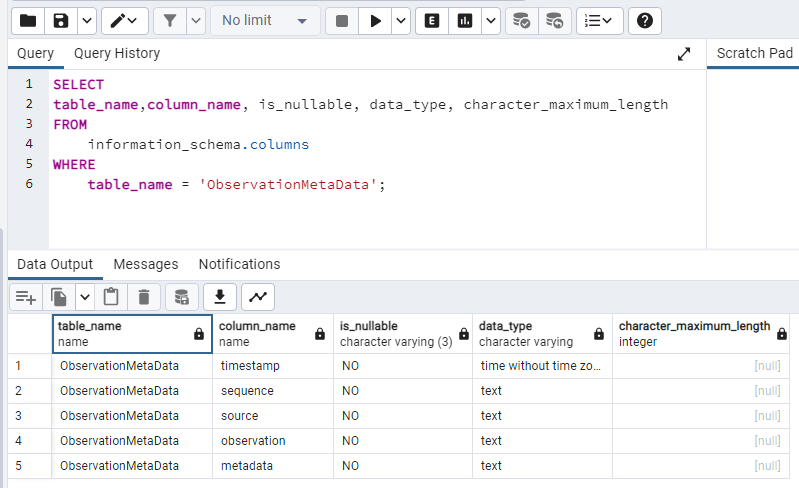 No limit
E
Query Query History Scratch Pad
1 SELECT
2 table_name,column_name, is_nullable, data_type, character_maximum_length
3 FROM
4 information_schema.columns
5 WHERE
6 table_name = 'ObservationMetaData';
Data Output Messages Notifications
table_name column_name is_nullable data_type character_maximum_length
name name character varying (3) character varying integer
1 ObservationMetaData timestamp NO time without time zo... [null]
2 ObservationMetaData sequence NO text [null]
3 ObservationMetaData source NO text [null]
4 ObservationMetaData observation NO text [null]
5 ObservationMetaData metadata NO text [null]